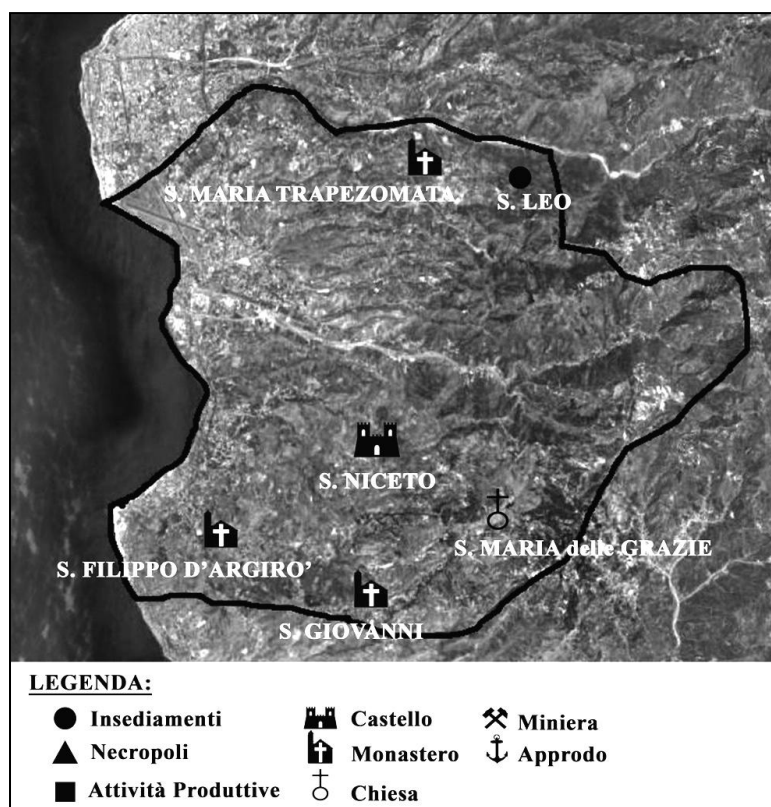 S. MARIA TRAPEZOMATA
S. LEO
S. NICETO
S. MARIA delle GRAZIE
S. FILIPPO D'ARGIRO'
S. GIOVANNI
LEGENDA:
Insediamenti
Castello
Miniera
Necropoli
Monastero
Approdo
Attività Produttive
Chiesa